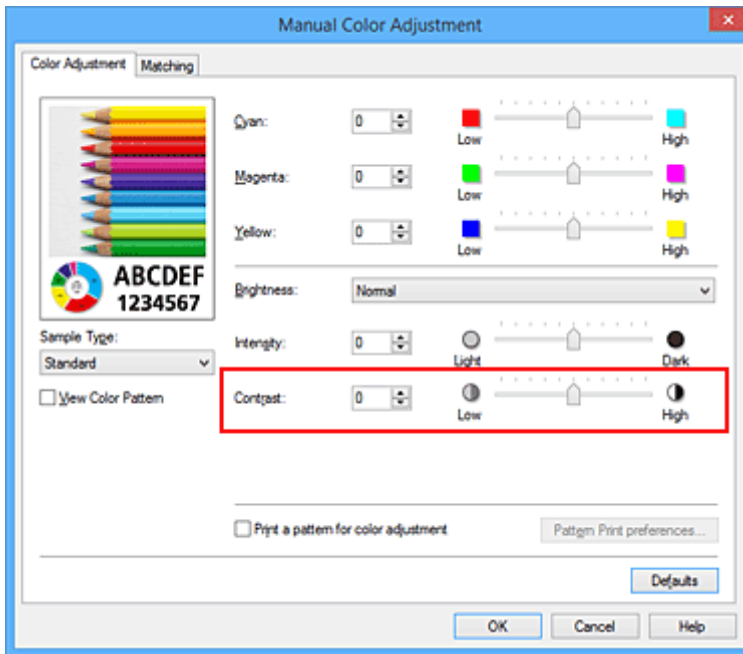 Manual Color Adjustment
Color Adjustment Matching
ABCDEF
1234567
Sample Type:
Standard
View Color Pattern
Cyan: 0 Low High
Magenta: 0 Low High
Yellow: 0 Low High
Brightness: Normal
Intensity: 0 Light Dark
Contrast: 0 Low High
Print a pattern for color adjustment Pattern Print preferences...
Defaults
OK Cancel Help